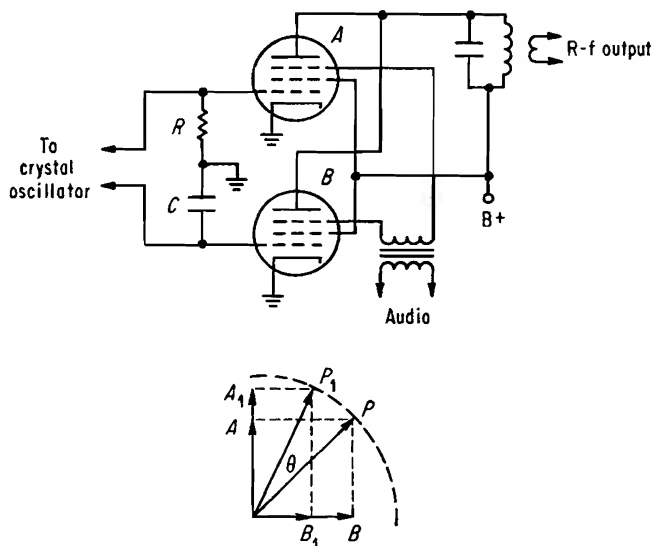 A
R-f output
R
To
crystal
oscillator
C
B
B+
Audio
A₁
P₁
A
P
θ
B₁
B